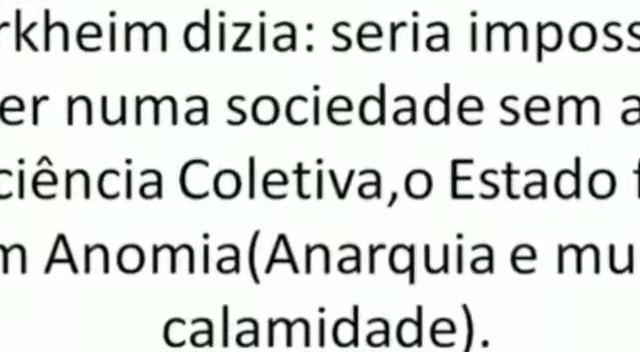 rkheim dizia: seria imposs
er numa sociedade sem a
ciência Coletiva,o Estado f
m Anomia(Anarquia e mu
calamidade).